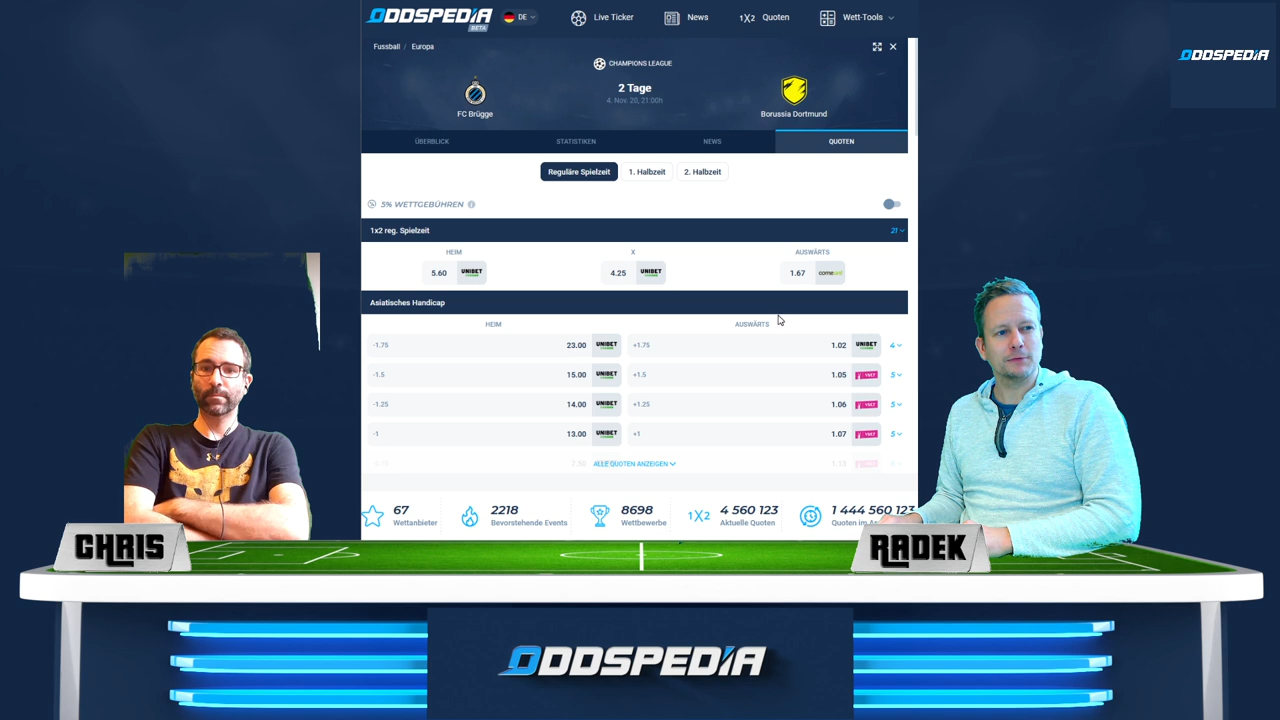 ODDSPEDIA
BETA
DE
Live Ticker
News
1X2 Quoten
Wett-Tools
ODDSPEDIA
Fussball / Europa
CHAMPIONS LEAGUE
2 Tage
4. Nov. 20, 21:00h
FC Brügge
Borussia Dortmund
ÜBERBLICK
STATISTIKEN
NEWS
QUOTEN
Reguläre Spielzeit
1. Halbzeit
2. Halbzeit
5% WETTGEBÜHREN
1x2 reg. Spielzeit
21
HEIM
X
AUSWÄRTS
5.60 UNIBET
4.25 UNIBET
1.67
Asiatisches Handicap
HEIM
AUSWÄRTS
-1.75 23.00 UNIBET +1.75 1.02 UNIBET 4
-1.5 15.00 UNIBET +1.5 1.05 5
-1.25 14.00 UNIBET +1.25 1.06 5
-1 13.00 UNIBET +1 1.07 5
ALLE QUOTEN ANZEIGEN
1.13
67
Wettanbieter
2218
Bevorstehende Events
8698
Wettbewerbe
1X2
4 560 123
Aktuelle Quoten
1 444 560 123
Quoten im
CHRIS
RADEK
ODDSPEDIA